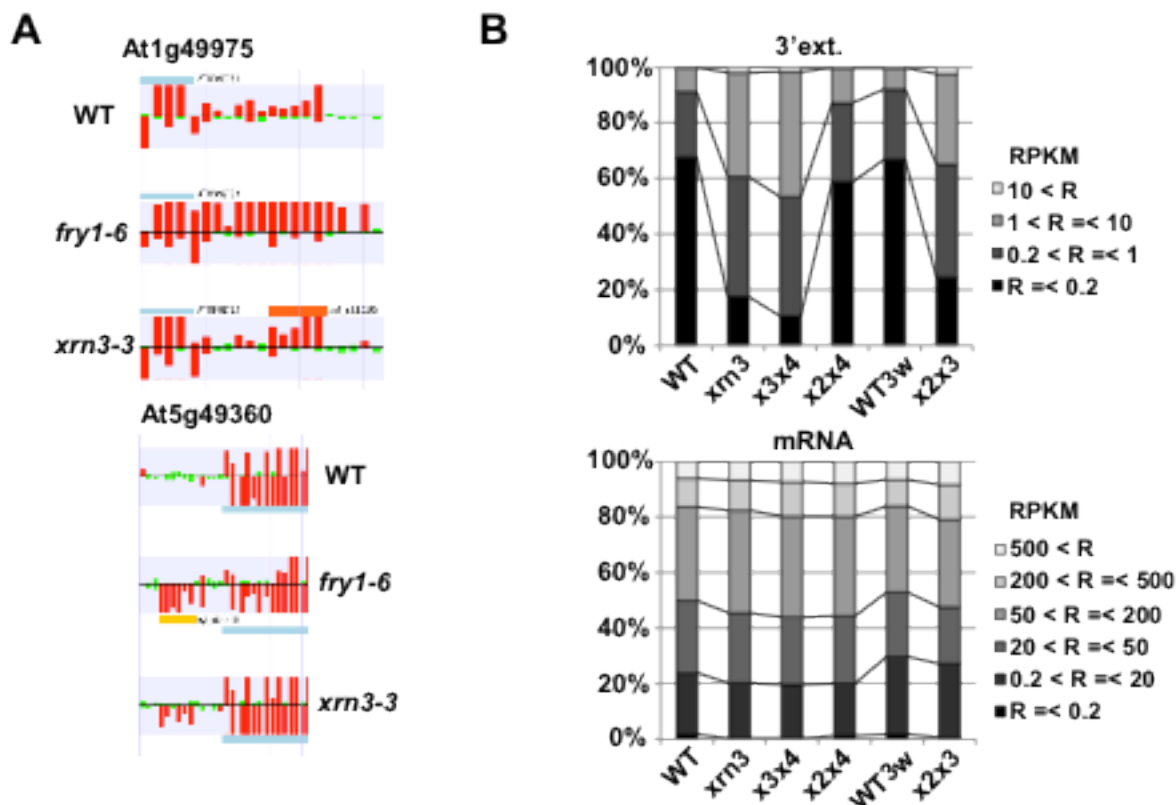 A
At1g49975
WT
fry1-6
xrn3-3
At5g49360
WT
fry1-6
xrn3-3
B
3'ext.
100%
80%
60%
40%
20%
0%
WT
xrn3
x3x4
x2x4
WT3w
x2x3
RPKM
10 < R
1 < R =< 10
0.2 < R =< 1
R =< 0.2
mRNA
100%
80%
60%
40%
20%
0%
WT
xrn3
x3x4
x2x4
WT3w
x2x3
RPKM
500 < R
200 < R =< 500
50 < R =< 200
20 < R =< 50
0.2 < R =< 20
R =< 0.2